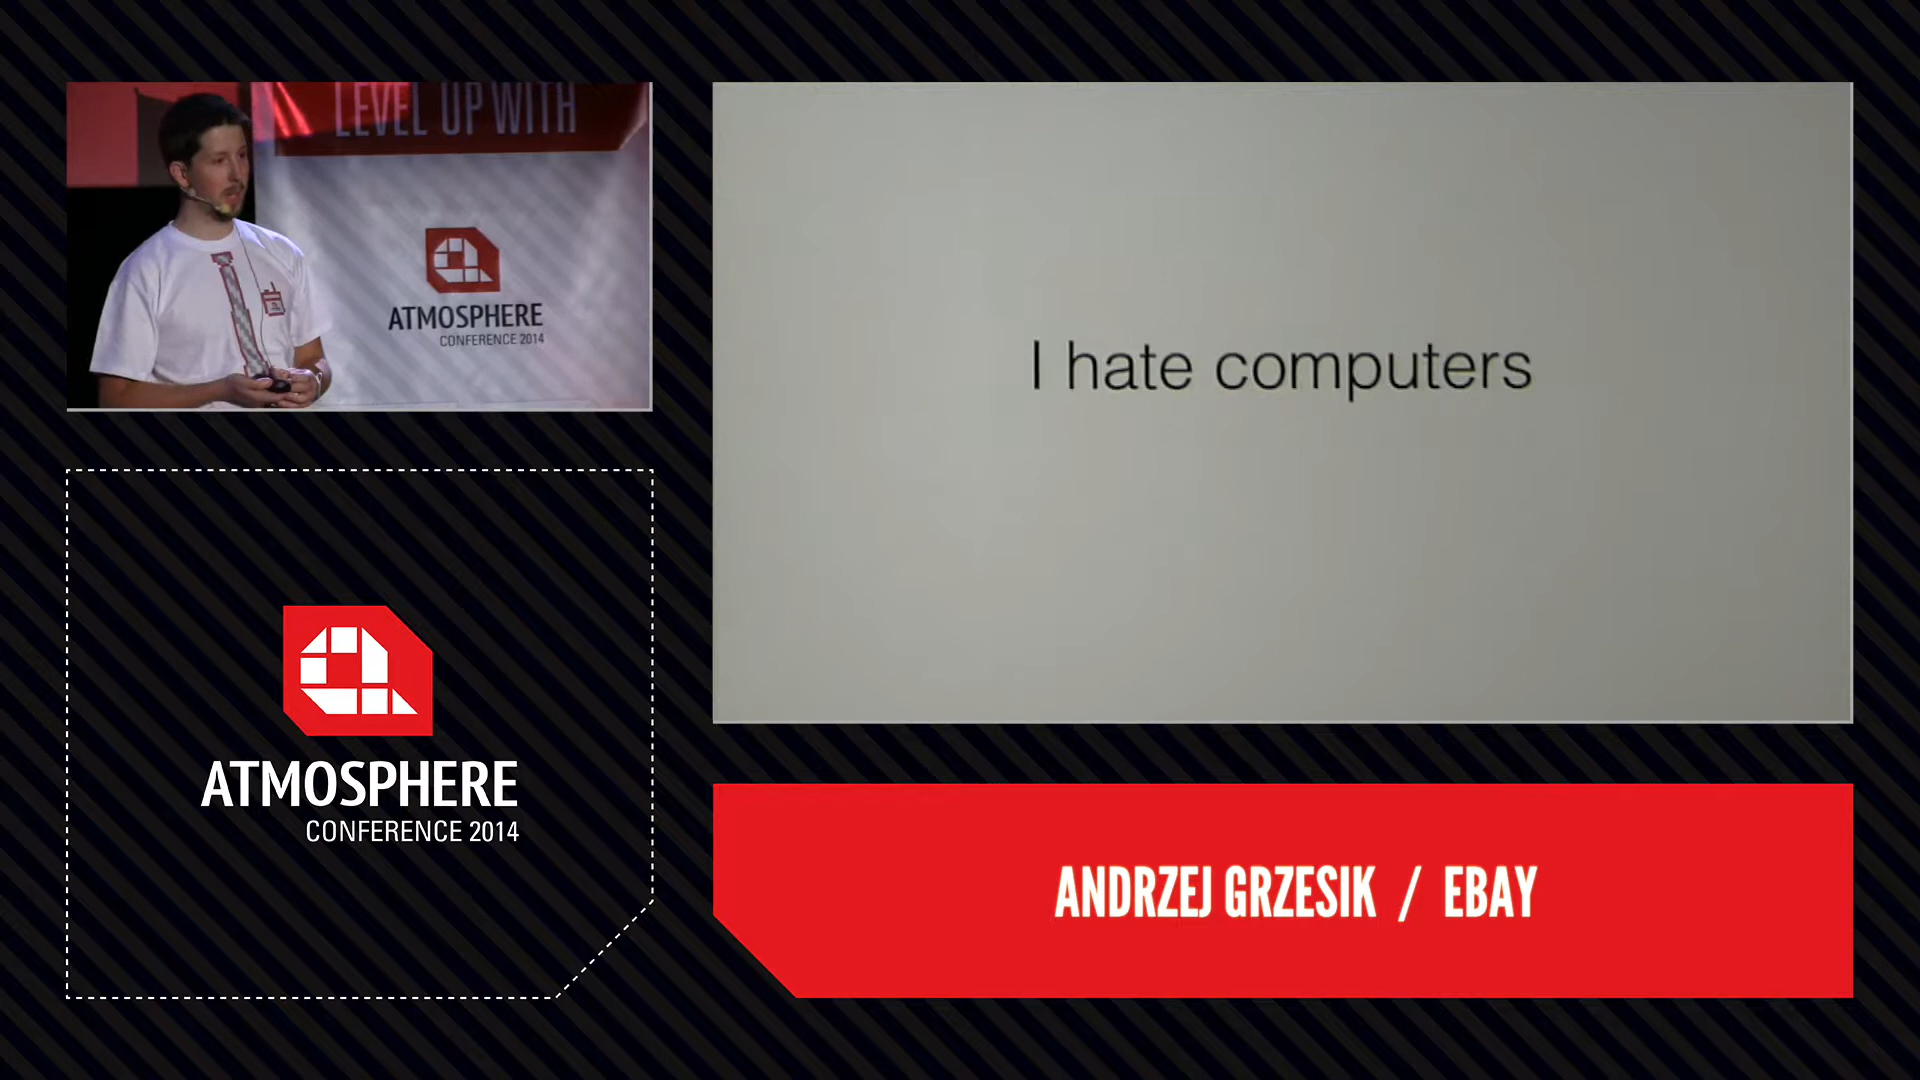 LEVEL UP WITH
ATMOSPHERE
CONFERENCE 2014
I hate computers
ATMOSPHERE
CONFERENCE 2014
ANDRZEJ GRZESIK / EBAY